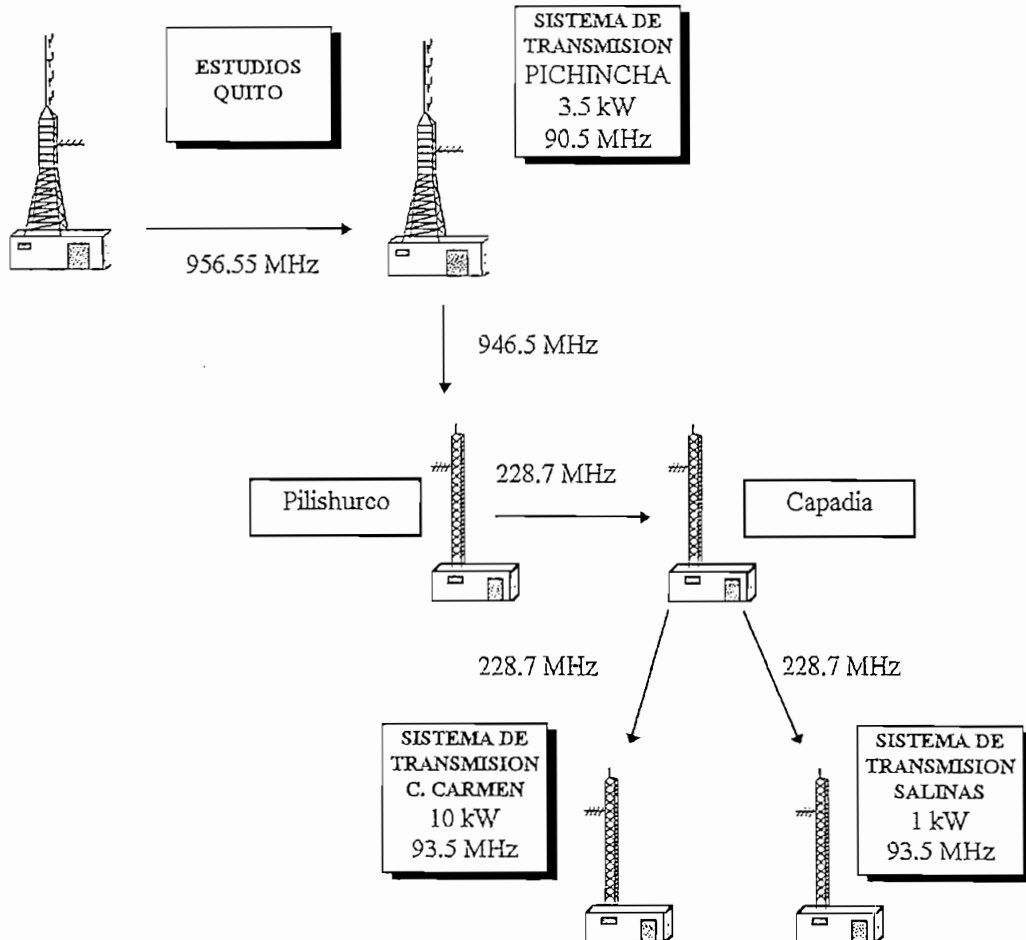 ESTUDIOS
QUITO
SISTEMA DE
TRANSMISION
PICHINCHA
3.5 kW
90.5 MHz
956.55 MHz
946.5 MHz
Pilishurco
228.7 MHz
Capadia
228.7 MHz
228.7 MHz
SISTEMA DE
TRANSMISION
C. CARMEN
10 kW
93.5 MHz
SISTEMA DE
TRANSMISION
SALINAS
1 kW
93.5 MHz